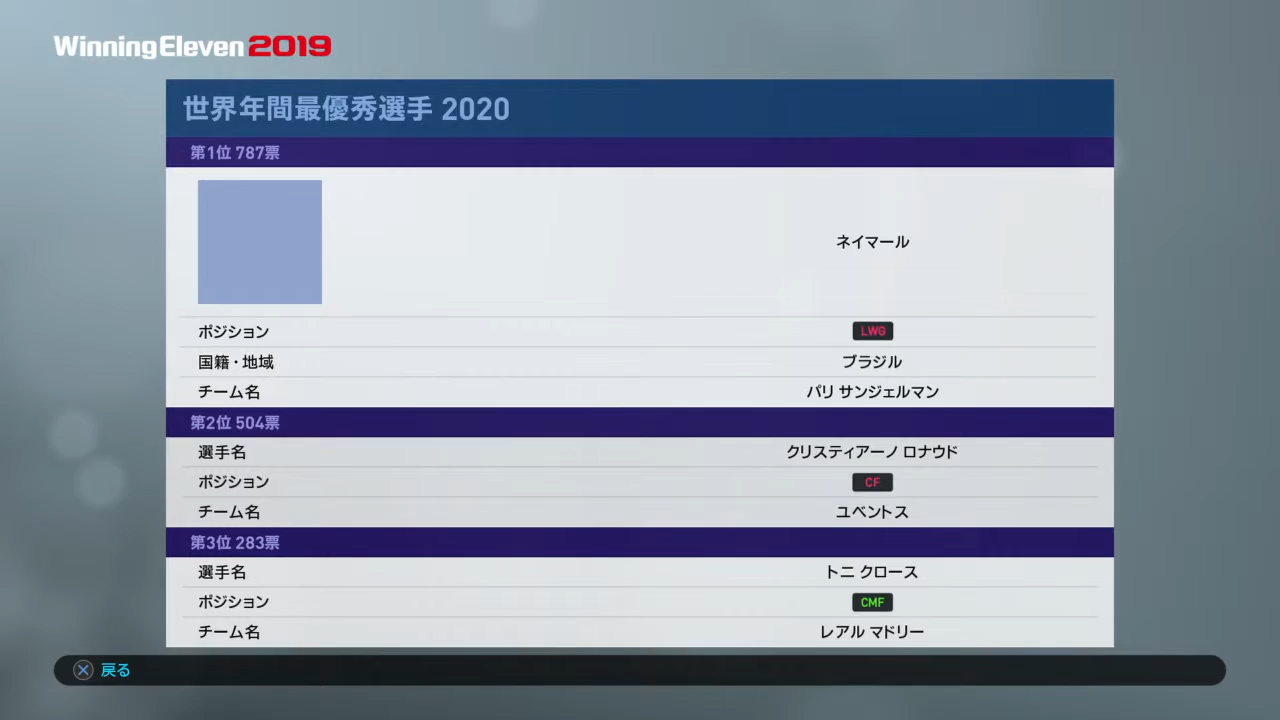 WinningEleven 2019
世界年間最優秀選手 2020
第1位 787票
ネイマール
ポジション LWG
国籍・地域 ブラジル
チーム名 パリ サンジェルマン
第2位 504票
選手名 クリスティアーノ ロナウド
ポジション CF
チーム名 ユベントス
第3位 283票
選手名 トニ クロース
ポジション CMF
チーム名 レアル マドリー
戻る